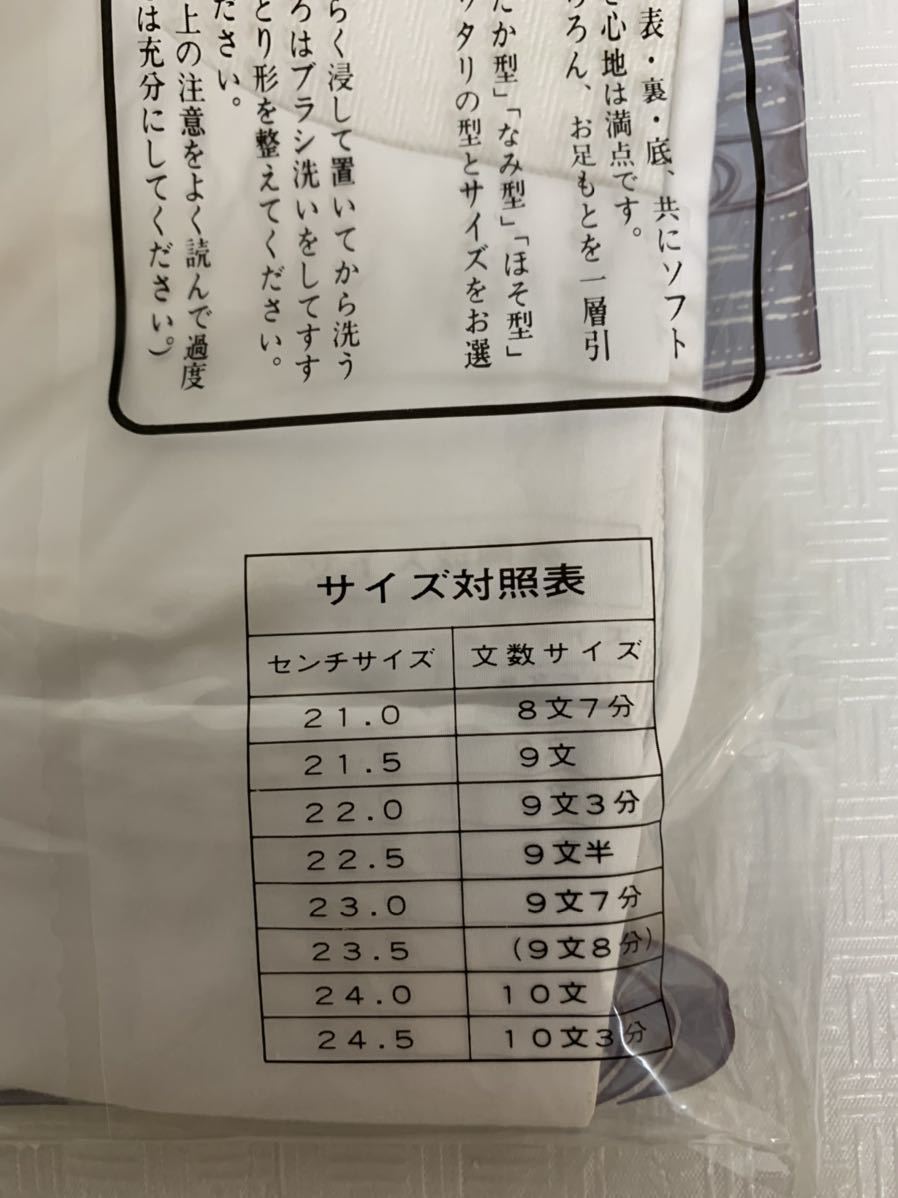 表・裏・底、共にソフト
心地は満点です。
ろん、お足もとを一層引
たか型」「なみ型」「ほそ型」
タリの型とサイズをお選
らく浸して置いてから洗う
ろはブラシ洗いをしてすす
とり形を整えてください。
ださい。
上の注意をよく読んで過度
は充分にしてください。)
サイズ対照表
センチサイズ 文数サイズ
21.0 8文7分
21.5 9文
22.0 9文3分
22.5 9文半
23.0 9文7分
23.5 (9文8分)
24.0 10文
24.5 10文3分